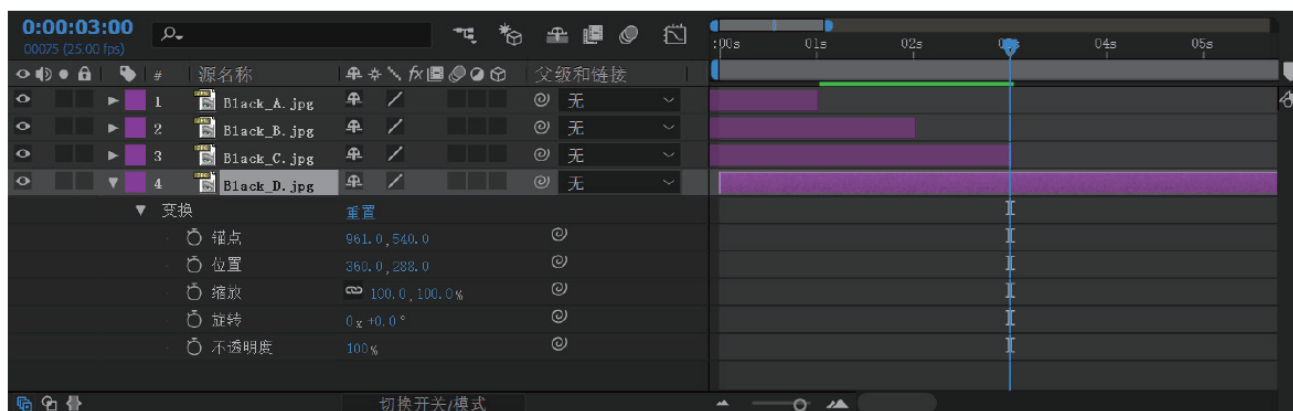 0:00:03:00
00075 (25.00 fps)
:00s 01s 02s 03s 04s 05s
# 源名称 fx 父级和链接
1 Black_A.jpg 无
2 Black_B.jpg 无
3 Black_C.jpg 无
4 Black_D.jpg 无
变换 重置
锚点 961.0,540.0
位置 360.0,288.0
缩放 100.0,100.0%
旋转 0x+0.0°
不透明度 100%
切换开关/模式